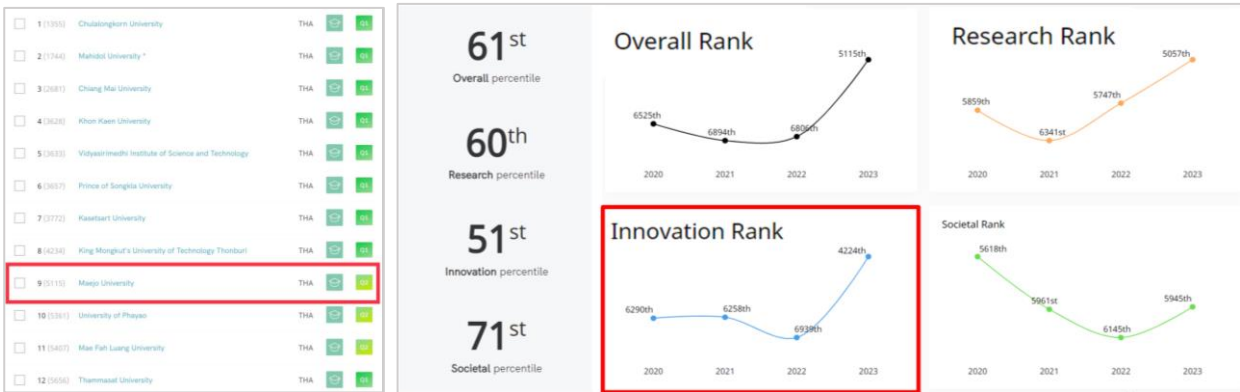 1 (1355) Chulalongkorn University THA Q1
2 (1744) Mahidol University * THA Q1
3 (2681) Chiang Mai University THA Q1
4 (3628) Khon Kaen University THA Q1
5 (3633) Vidyasirimedhi Institute of Science and Technology THA Q1
6 (3657) Prince of Songkla University THA Q1
7 (3772) Kasetsart University THA Q1
8 (4234) King Mongkut's University of Technology Thonburi THA Q1
9 (5115) Maejo University THA Q2
10 (5361) University of Phayao THA Q2
11 (5407) Mae Fah Luang University THA Q2
12 (5656) Thammasat University THA Q2
61st
Overall percentile
60th
Research percentile
51st
Innovation percentile
71st
Societal percentile
Overall Rank
5115th
6525th
6894th
6806th
2020 2021 2022 2023
Research Rank
5057th
5859th
5747th
6341st
2020 2021 2022 2023
Innovation Rank
4224th
6290th
6258th
6939th
2020 2021 2022 2023
Societal Rank
5618th
5961st
5945th
6145th
2020 2021 2022 2023